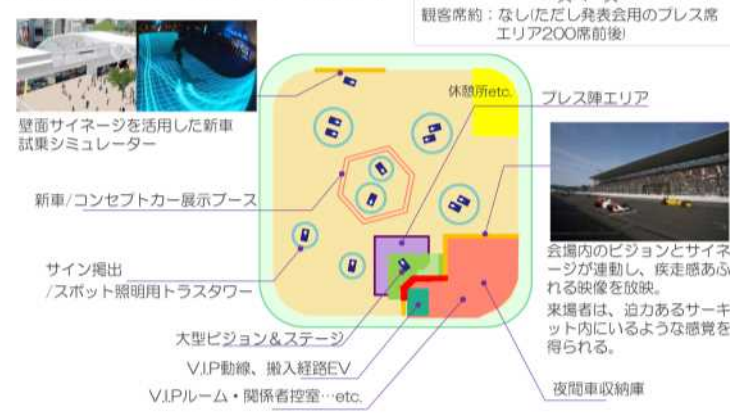 観客席約：なし(ただし発表会用のプレス席
エリア200席前後)
休憩所etc.
プレス陣エリア
壁面サイネージを活用した新車
試乗シミュレーター
新車/コンセプトカー展示ブース
サイン掲出
/スポット照明用トラスタワー
会場内のビジョンとサイネ
ージが連動し、疾走感あふ
れる映像を放映。
来場者は、迫力あるサーキ
ット内にいるような感覚を
得られる。
大型ビジョン＆ステージ
V.I.P動線、搬入経路EV
V.I.Pルーム・関係者控室…etc.
夜間車収納庫